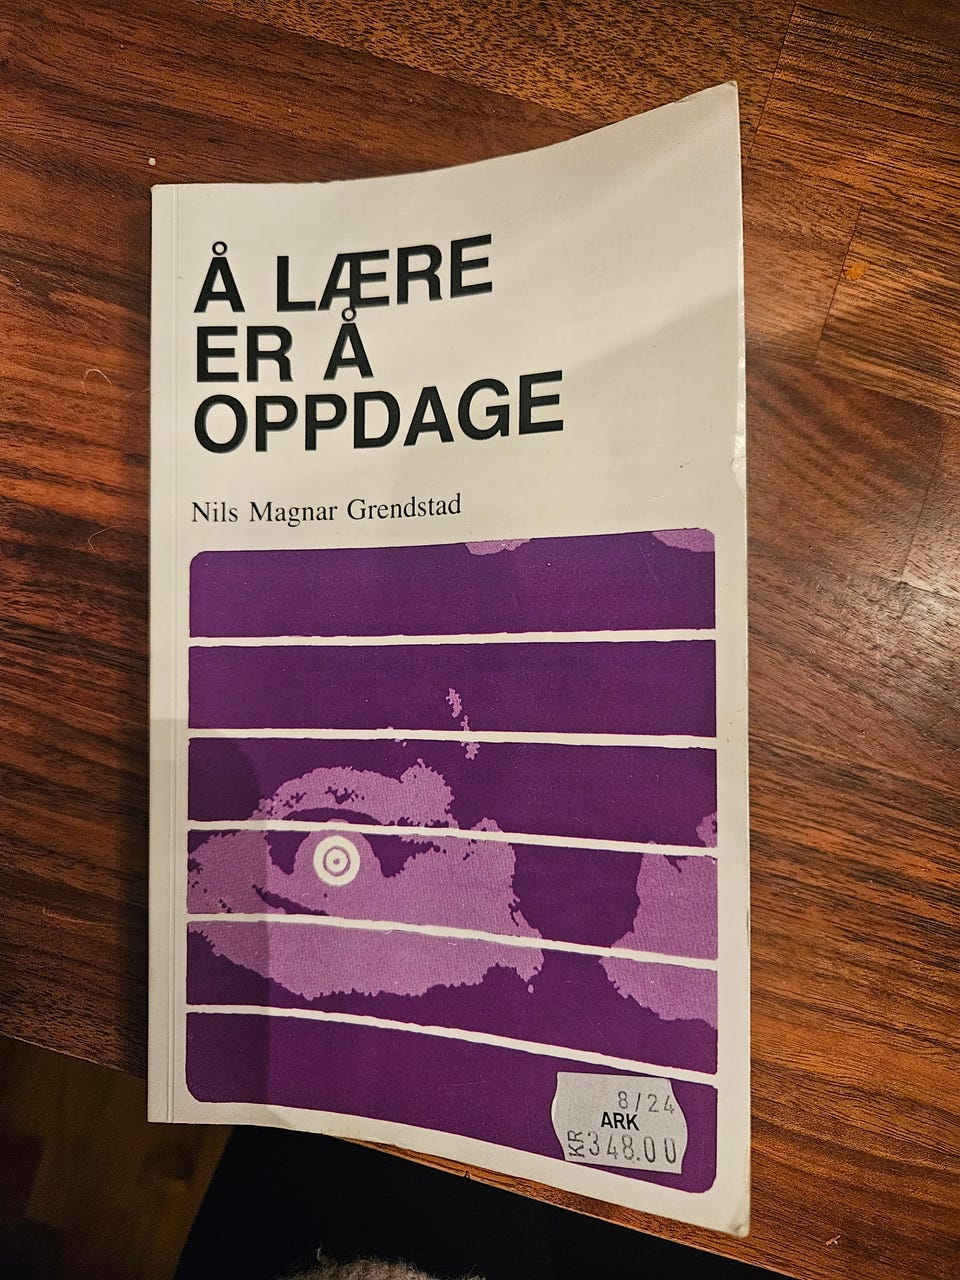 Å LÆRE
ER Å
OPPDAGE
Nils Magnar Grendstad
8/24
ARK
KR 348.00